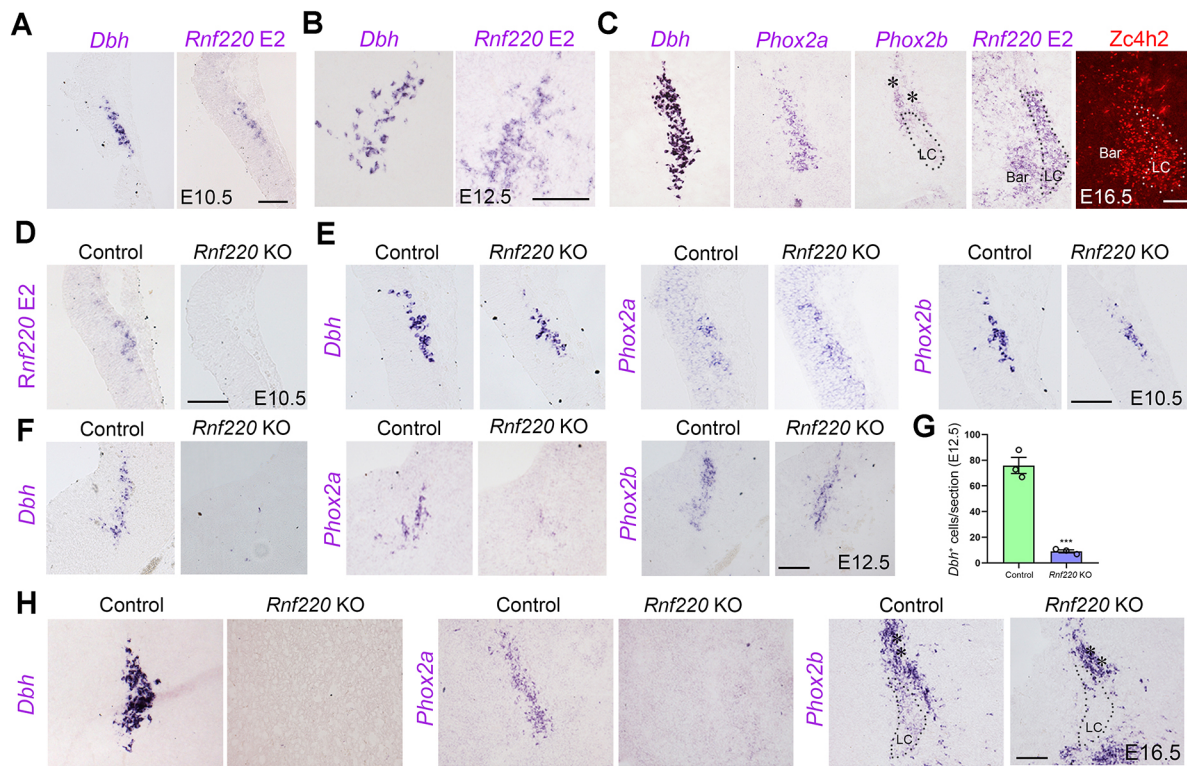 A
Dbh
Rnf220 E2
E10.5
B
Dbh
Rnf220 E2
E12.5
C
Dbh
Phox2a
Phox2b
Rnf220 E2
Zc4h2
* *
LC
Bar
LC
Bar
LC
E16.5
D
Control
Rnf220 KO
Rnf220 E2
E10.5
E
Control
Rnf220 KO
Dbh
Control
Rnf220 KO
Phox2a
Control
Rnf220 KO
Phox2b
E10.5
F
Control
Rnf220 KO
Dbh
Control
Rnf220 KO
Phox2a
Control
Rnf220 KO
Phox2b
E12.5
G
Dbh+ cells/section (E12.5)
100
80
60
40
20
0
***
Control
Rnf220 KO
H
Control
Rnf220 KO
Dbh
Control
Rnf220 KO
Phox2a
Control
Rnf220 KO
Phox2b
* *
LC
* *
LC
E16.5